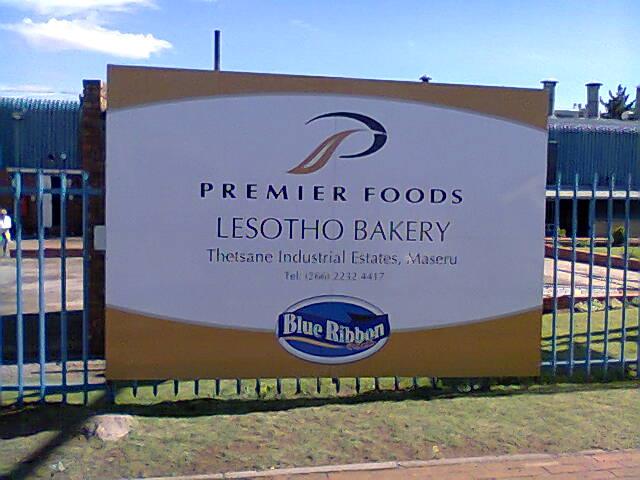 PREMIER FOODS
LESOTHO BAKERY
Thetsane Industrial Estates, Maseru
Tel: (266) 2232 4417
Blue Ribbon